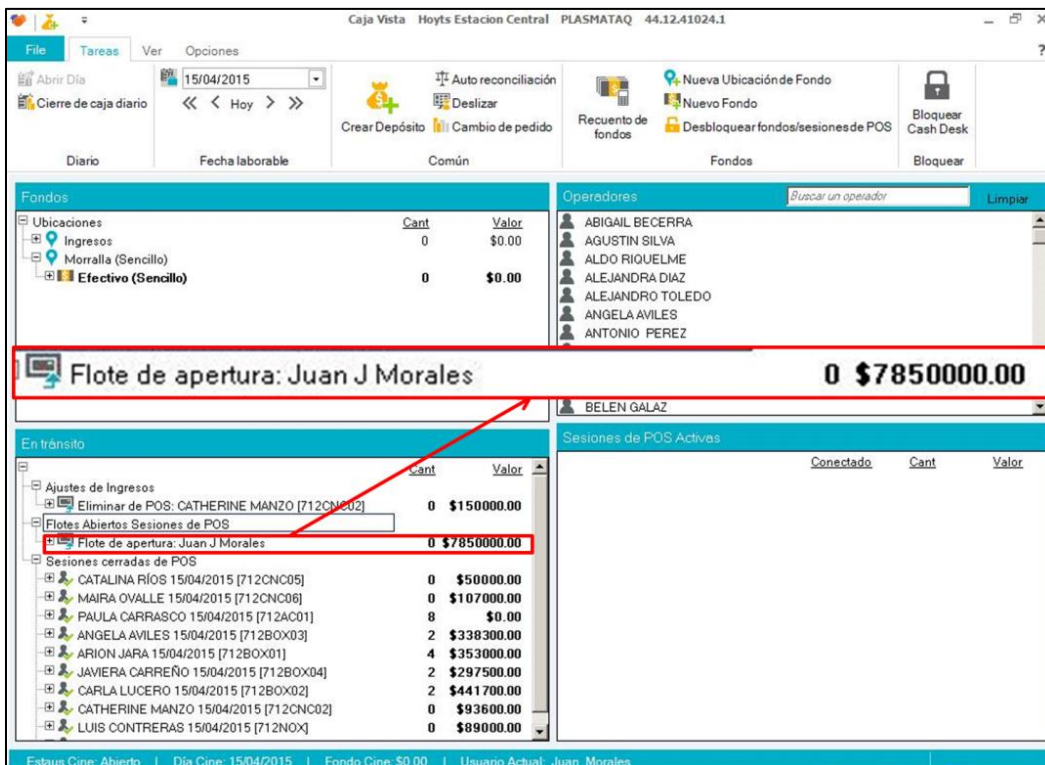 Caja Vista Hoyts Estacion Central PLASMATAQ 44.12.41024.1
File Tareas Ver Opciones ?
Abrir Día
Cierre de caja diario
Diario
15/04/2015
Hoy
Fecha laborable
Crear Depósito
Auto reconciliación
Deslizar
Cambio de pedido
Común
Recuento de fondos
Nueva Ubicación de Fondo
Nuevo Fondo
Desbloquear fondos/sesiones de POS
Fondos
Bloquear Cash Desk
Bloquear
Fondos
Ubicaciones Cant Valor
Ingresos 0 $0.00
Morralla (Sencillo)
Efectivo (Sencillo) 0 $0.00
Operadores Buscar un operador Limpiar
ABIGAIL BECERRA
AGUSTIN SILVA
ALDO RIQUELME
ALEJANDRA DIAZ
ALEJANDRO TOLEDO
ANGELA AVILES
ANTONIO PEREZ
Flote de apertura: Juan J Morales 0 $7850000.00
BELEN GALAZ
En tránsito
Cant Valor
Ajustes de Ingresos
Eliminar de POS: CATHERINE MANZO [712CNC02] 0 $150000.00
Flotes Abiertos Sesiones de POS
Flote de apertura: Juan J Morales 0 $7850000.00
Sesiones cerradas de POS
CATALINA RÍOS 15/04/2015 [712CNC05] 0 $50000.00
MAIRA OVALLE 15/04/2015 [712CNC06] 0 $107000.00
PAULA CARRASCO 15/04/2015 [712AC01] 8 $0.00
ANGELA AVILES 15/04/2015 [712BOX03] 2 $338300.00
ARION JARA 15/04/2015 [712BOX01] 4 $353000.00
JAVIERA CARREÑO 15/04/2015 [712BOX04] 2 $297500.00
CARLA LUCERO 15/04/2015 [712BOX02] 2 $441700.00
CATHERINE MANZO 15/04/2015 [712CNC02] 0 $93600.00
LUIS CONTRERAS 15/04/2015 [712NOX] 0 $89000.00
Sesiones de POS Activas
Conectado Cant Valor
Estaus Cine: Abierto | Día Cine: 15/04/2015 | Fondo Cine: $0.00 | Usuario Actual: Juan Morales